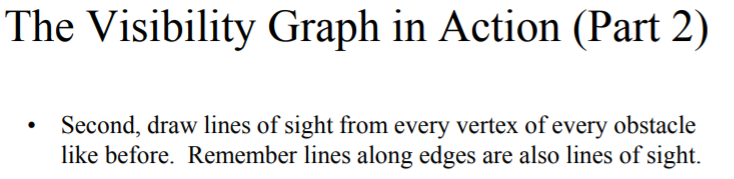 The Visibility Graph in Action (Part 2)
• Second, draw lines of sight from every vertex of every obstacle
like before.  Remember lines along edges are also lines of sight.